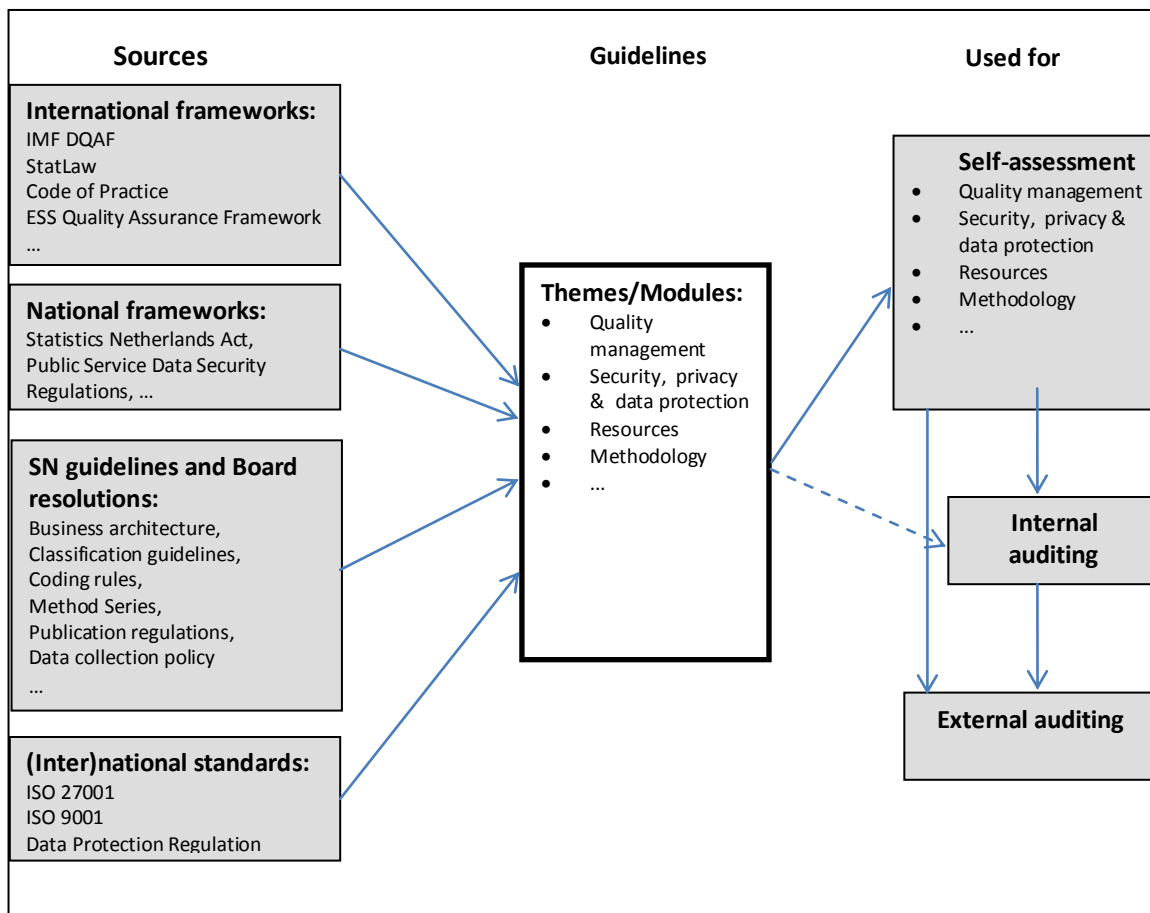 Sources
International frameworks:
IMF DQAF
StatLaw
Code of Practice
ESS Quality Assurance Framework
...
National frameworks:
Statistics Netherlands Act,
Public Service Data Security
Regulations, ...
SN guidelines and Board
resolutions:
Business architecture,
Classification guidelines,
Coding rules,
Method Series,
Publication regulations,
Data collection policy
...
(Inter)national standards:
ISO 27001
ISO 9001
Data Protection Regulation
Guidelines
Themes/Modules:
• Quality
management
• Security, privacy
& data protection
• Resources
• Methodology
• ...
Used for
Self-assessment
• Quality management
• Security, privacy &
data protection
• Resources
• Methodology
• ...
Internal
auditing
External auditing